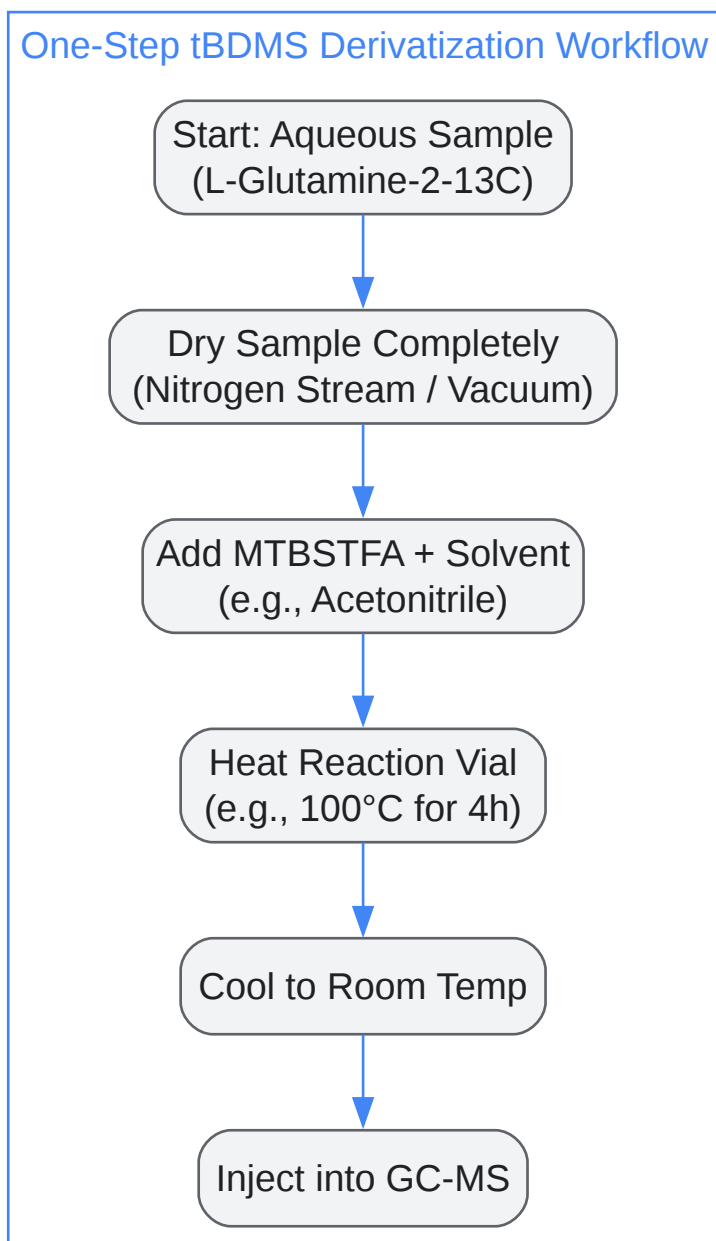 One-Step tBDMS Derivatization Workflow
Start: Aqueous Sample
(L-Glutamine-2-13C)
Dry Sample Completely
(Nitrogen Stream / Vacuum)
Add MTBSTFA + Solvent
(e.g., Acetonitrile)
Heat Reaction Vial
(e.g., 100°C for 4h)
Cool to Room Temp
Inject into GC-MS